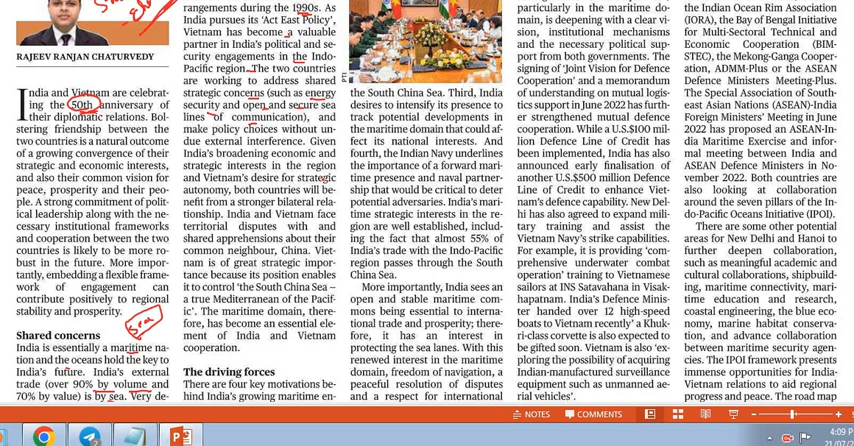 RAJEEV RANJAN CHATURVEDY
India and Vietnam are celebrat-
ing the 50th anniversary of
their diplomatic relations. Bol-
stering friendship between the
two countries is a natural outcome
of a growing convergence of their
strategic and economic interests,
and also their common vision for
peace, prosperity and their peo-
ple. A strong commitment of polit-
ical leadership along with the
necessary institutional frameworks
and cooperation between the two
countries is likely to be more ro-
bust in the future. More impor-
tantly, embedding a flexible frame-
work of engagement can
contribute positively to regional
stability and prosperity.
Sea
Shared concerns
India is essentially a maritime na-
tion and the oceans hold the key to
India's future. India's external
trade (over 90% by volume and
70% by value) is by sea. Very de-
rangements during the 1990s. As
India pursues its 'Act East Policy',
Vietnam has become a valuable
partner in India's political and se-
curity engagements in the Indo-
Pacific region. The two countries
are working to address shared
strategic concerns (such as energy
security and open and secure sea
lines of communication), and
make policy choices without un-
due external interference. Given
India's broadening economic and
strategic interests in the region
and Vietnam's desire for strategic
autonomy, both countries will be-
nefit from a stronger bilateral rela-
tionship. India and Vietnam face
territorial disputes with and
shared apprehensions about their
common neighbour, China. Viet-
nam is of great strategic impor-
tance because its position enables
it to control 'the South China Sea –
a true Mediterranean of the Pacif-
ic'. The maritime domain, there-
fore, has become an essential ele-
ment of India and Vietnam
cooperation.
The driving forces
There are four key motivations be-
hind India's growing maritime en-
PTI
the South China Sea. Third, India
desires to intensify its presence to
track potential developments in
the maritime domain that could af-
fect its national interests. And
fourth, the Indian Navy underlines
the importance of a forward mari-
time presence and naval partner-
ship that would be critical to deter
potential adversaries. India's mari-
time strategic interests in the re-
gion are well established, includ-
ing the fact that almost 55% of
India's trade with the Indo-Pacific
region passes through the South
China Sea.
More importantly, India sees an
open and stable maritime com-
mons being essential to interna-
tional trade and prosperity; there-
fore, it has an interest in
protecting the sea lanes. With this
renewed interest in the maritime
domain, freedom of navigation, a
peaceful resolution of disputes
and a respect for international
particularly in the maritime do-
main, is deepening with a clear vi-
sion, institutional mechanisms
and the necessary political sup-
port from both governments. The
signing of 'Joint Vision for Defence
Cooperation' and a memorandum
of understanding on mutual logis-
tics support in June 2022 has furth-
er strengthened mutual defence
cooperation. While a U.S.$100 mil-
lion Defence Line of Credit has
been implemented, India has also
announced early finalisation of
another U.S.$500 million Defence
Line of Credit to enhance Viet-
nam's defence capability. New Del-
hi has also agreed to expand mili-
tary training and assist the
Vietnam Navy's strike capabilities.
For example, it is providing 'com-
prehensive underwater combat
operation' training to Vietnamese
sailors at INS Satavahana in Visak-
hapatnam. India's Defence Minis-
ter handed over 12 high-speed
boats to Vietnam recently' a Khuk-
ri-class corvette is also expected to
be gifted soon. Vietnam is also 'ex-
ploring the possibility of acquiring
Indian-manufactured surveillance
equipment such as unmanned ae-
rial vehicles'.
the Indian Ocean Rim Association
(IORA), the Bay of Bengal Initiative
for Multi-Sectoral Technical and
Economic Cooperation (BIM-
STEC), the Mekong-Ganga Cooper-
ation, ADMM-Plus or the ASEAN
Defence Ministers Meeting-Plus.
The Special Association of South-
east Asian Nations (ASEAN)-India
Foreign Ministers' Meeting in June
2022 has proposed an ASEAN-In-
dia Maritime Exercise and infor-
mal meeting between India and
ASEAN Defence Ministers in No-
vember 2022. Both countries are
also looking at collaboration
around the seven pillars of the In-
do-Pacific Oceans Initiative (IPOI).
There are some other potential
areas for New Delhi and Hanoi to
further deepen collaboration,
such as meaningful academic and
cultural collaborations, shipbuild-
ing, maritime connectivity, mari-
time education and research,
coastal engineering, the blue eco-
nomy, marine habitat conserva-
tion, and advance collaboration
between maritime security agen-
cies. The IPOI framework presents
immense opportunities for India-
Vietnam relations to aid regional
progress and peace. The road map
NOTES COMMENTS
4:09 P
21/07/2